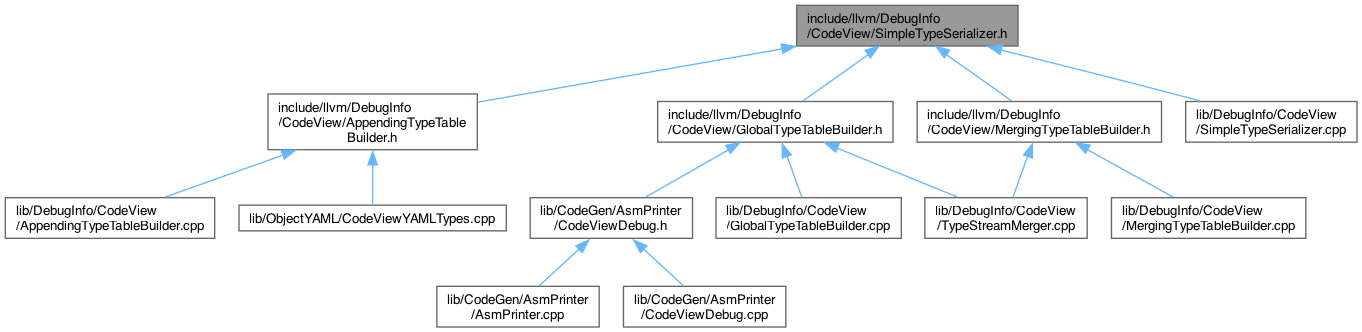 include/llvm/DebugInfo
/CodeView/SimpleTypeSerializer.h
include/llvm/DebugInfo
/CodeView/AppendingTypeTable
Builder.h
include/llvm/DebugInfo
/CodeView/GlobalTypeTableBuilder.h
include/llvm/DebugInfo
/CodeView/MergingTypeTableBuilder.h
lib/DebugInfo/CodeView
/SimpleTypeSerializer.cpp
lib/DebugInfo/CodeView
/AppendingTypeTableBuilder.cpp
lib/ObjectYAML/CodeViewYAMLTypes.cpp
lib/CodeGen/AsmPrinter
/CodeViewDebug.h
lib/DebugInfo/CodeView
/GlobalTypeTableBuilder.cpp
lib/DebugInfo/CodeView
/TypeStreamMerger.cpp
lib/DebugInfo/CodeView
/MergingTypeTableBuilder.cpp
lib/CodeGen/AsmPrinter
/AsmPrinter.cpp
lib/CodeGen/AsmPrinter
/CodeViewDebug.cpp